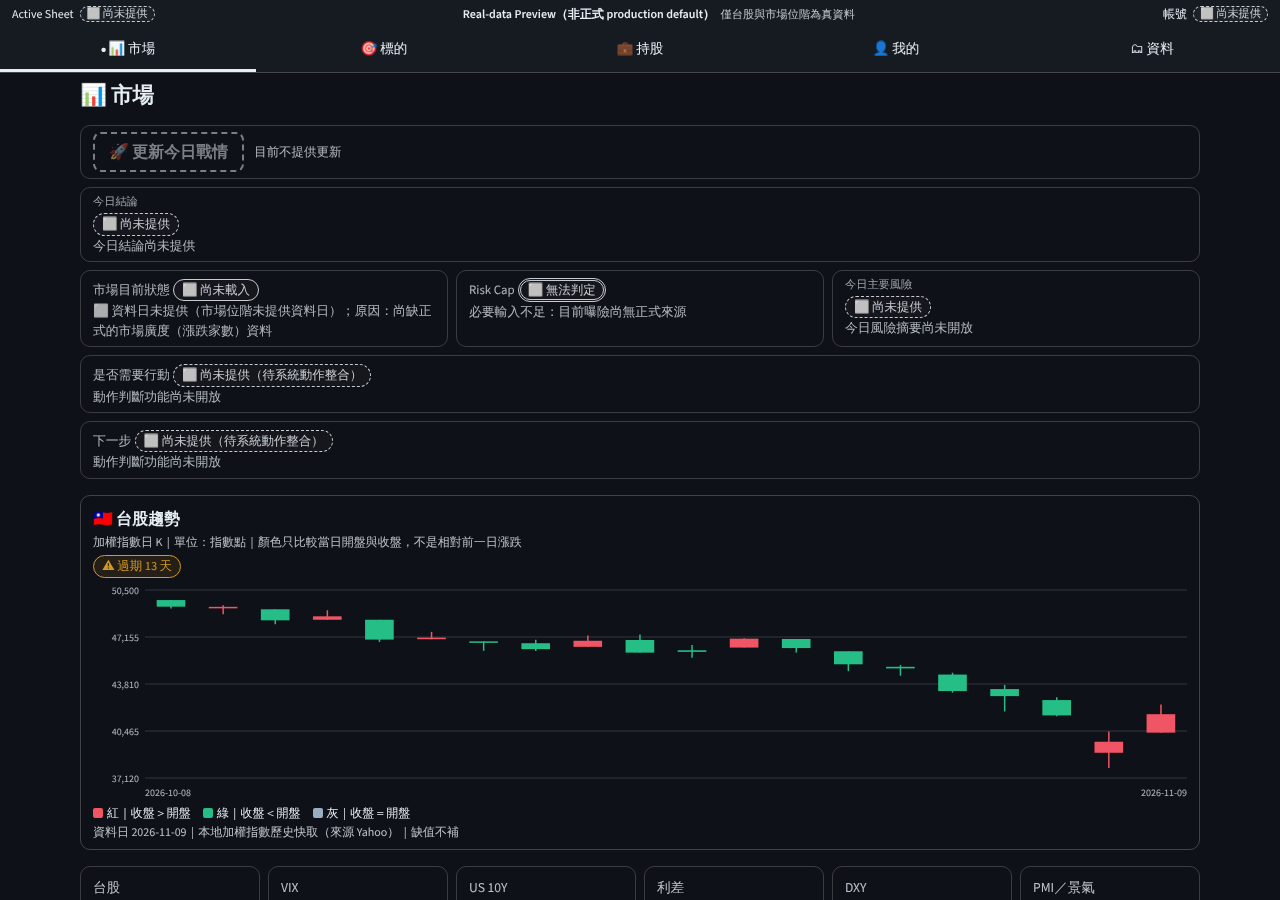 Active Sheet ⬜ 尚未提供
Real-data Preview（非正式 production default） 僅台股與市場位階為真資料
帳號 ⬜ 尚未提供
• 📊 市場
🎯 標的
💼 持股
👤 我的
🗂 資料
📊 市場
🚀 更新今日戰情 目前不提供更新
今日結論
⬜ 尚未提供
今日結論尚未提供
市場目前狀態 ⬜ 尚未載入
⬜ 資料日未提供（市場位階未提供資料日）；原因：尚缺正
式的市場廣度（漲跌家數）資料
Risk Cap ⬜ 無法判定
必要輸入不足：目前曝險尚無正式來源
今日主要風險
⬜ 尚未提供
今日風險摘要尚未開放
是否需要行動 ⬜ 尚未提供（待系統動作整合）
動作判斷功能尚未開放
下一步 ⬜ 尚未提供（待系統動作整合）
動作判斷功能尚未開放
🇹🇼 台股趨勢
加權指數日 K｜單位：指數點｜顏色只比較當日開盤與收盤，不是相對前一日漲跌
⚠ 過期 13 天
50,500
47,155
43,810
40,465
37,120
2026-10-08
2026-11-09
紅｜收盤＞開盤 綠｜收盤＜開盤 灰｜收盤＝開盤
資料日 2026-11-09｜本地加權指數歷史快取（來源 Yahoo）｜缺值不補
台股
VIX
US 10Y
利差
DXY
PMI／景氣